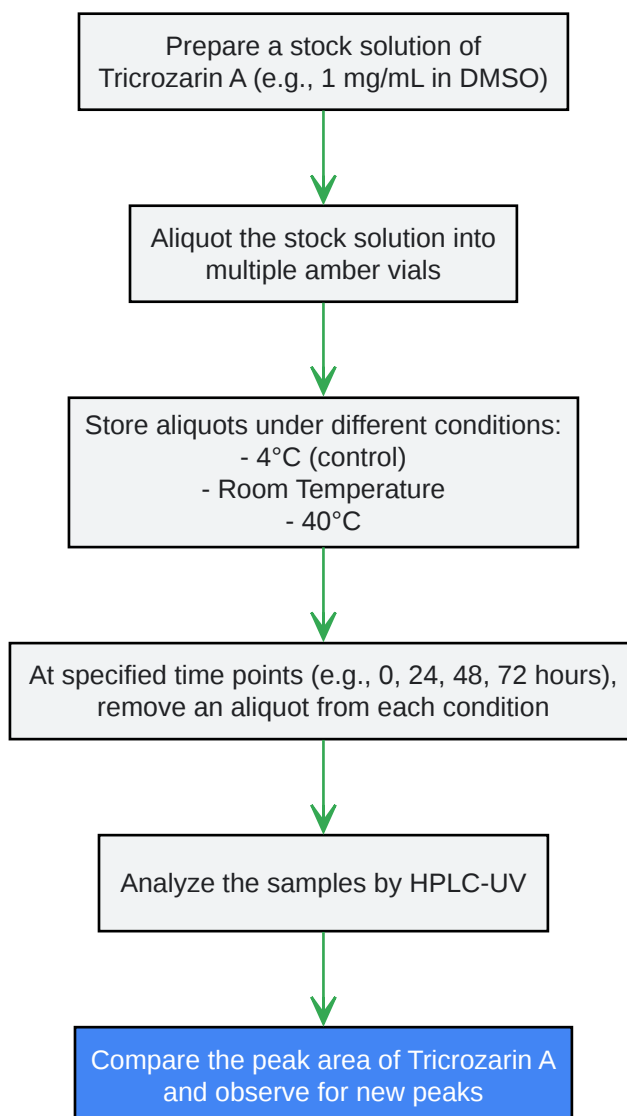 Prepare a stock solution of
Tricrozarin A (e.g., 1 mg/mL in DMSO)
Aliquot the stock solution into
multiple amber vials
Store aliquots under different conditions:
- 4°C (control)
- Room Temperature
- 40°C
At specified time points (e.g., 0, 24, 48, 72 hours),
remove an aliquot from each condition
Analyze the samples by HPLC-UV
Compare the peak area of Tricrozarin A
and observe for new peaks